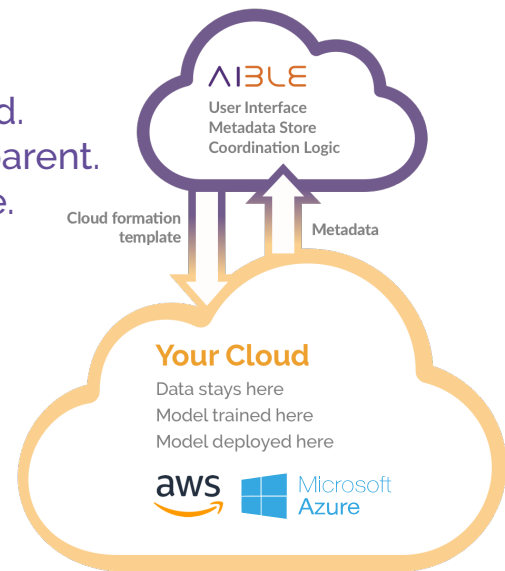 AIBLE
User Interface
Metadata Store
Coordination Logic
d.
parent.
e.
Cloud formation
template
Metadata
Your Cloud
Data stays here
Model trained here
Model deployed here
aws
Microsoft
Azure